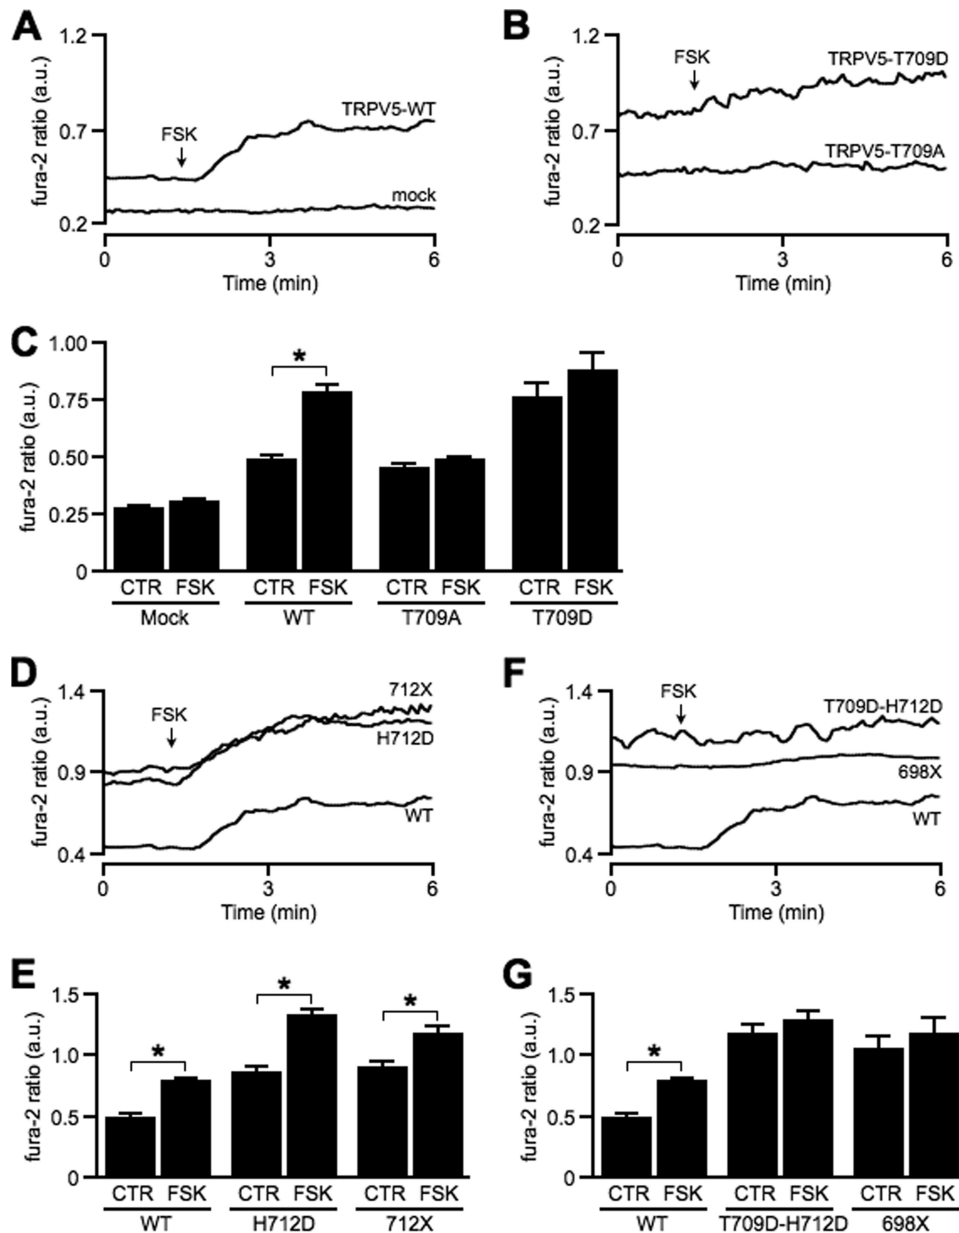 A
fura-2 ratio (a.u.)
1.2
0.7
0.2
FSK
TRPV5-WT
mock
0 3 6
Time (min)
B
fura-2 ratio (a.u.)
1.2
0.7
0.2
FSK
TRPV5-T709D
TRPV5-T709A
0 3 6
Time (min)
C
fura-2 ratio (a.u.)
1.00
0.75
0.50
0.25
0
*
CTR FSK CTR FSK CTR FSK CTR FSK
Mock WT T709A T709D
D
fura-2 ratio (a.u.)
1.4
0.9
0.4
FSK
712X
H712D
WT
0 3 6
Time (min)
F
fura-2 ratio (a.u.)
1.4
0.9
0.4
FSK
T709D-H712D
698X
WT
0 3 6
Time (min)
E
fura-2 ratio (a.u.)
1.5
1.0
0.5
0
* * *
CTR FSK CTR FSK CTR FSK
WT H712D 712X
G
fura-2 ratio (a.u.)
1.5
1.0
0.5
0
*
CTR FSK CTR FSK CTR FSK
WT T709D-H712D 698X